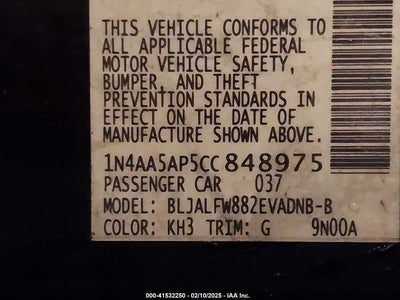 THIS VEHICLE CONFORMS TO
ALL APPLICABLE FEDERAL
MOTOR VEHICLE SAFETY,
BUMPER, AND THEFT
PREVENTION STANDARDS IN
EFFECT ON THE DATE OF
MANUFACTURE SHOWN ABOVE.
1N4AA5AP5CC848975
PASSENGER CAR 037
MODEL: BLJALFW882EVADNB-B
COLOR: KH3 TRIM: G 9N00A
000-41532250 - 02/10/2025 - IAA Inc.